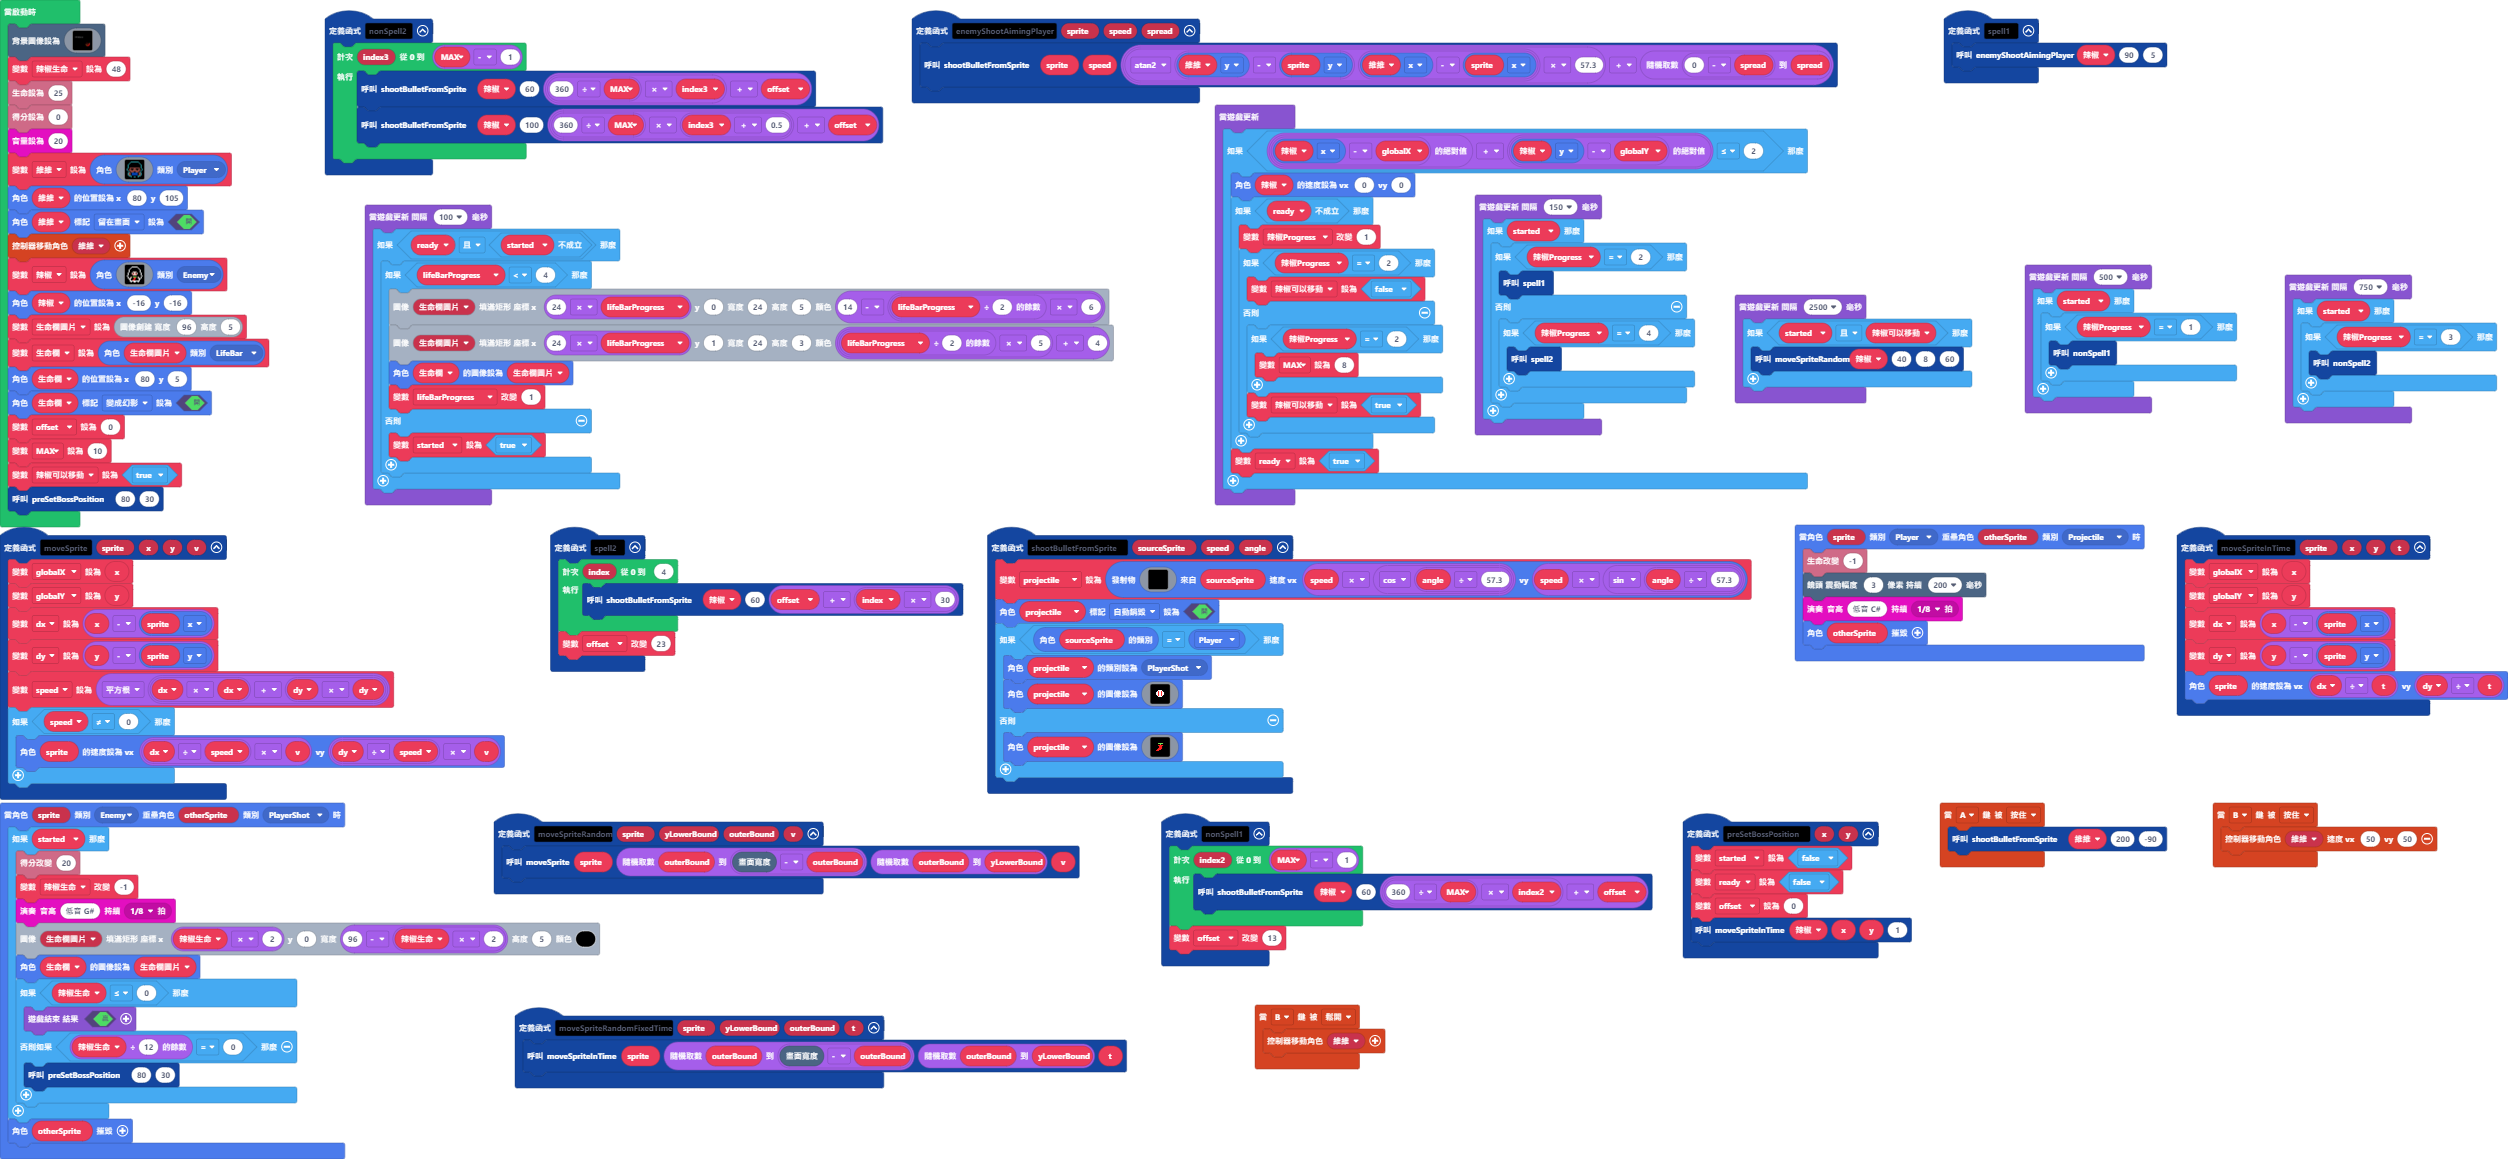 當啟動時
背景圖像設為
變數 辣椒生命 設為 48
生命設為 25
得分設為 0
音量設為 20
變數 維維 設為 角色 類別 Player
角色 維維 的位置設為 x 80 y 105
角色 維維 標記 留在畫面 設為
控制器移動角色 維維
變數 辣椒 設為 角色 類別 Enemy
角色 辣椒 的位置設為 x -16 y -16
變數 生命欄圖片 設為 圖像創建 寬度 96 高度 5
變數 生命欄 設為 角色 生命欄圖片 類別 LifeBar
角色 生命欄 的位置設為 x 80 y 5
角色 生命欄 標記 變成幻影 設為
變數 offset 設為 0
變數 MAX 設為 10
變數 辣椒可以移動 設為 true
呼叫 preSetBossPosition 80 30
定義函式 nonSpell2
計次 index3 從 0 到 MAX - 1
執行
呼叫 shootBulletFromSprite 辣椒 60 360 ÷ MAX × index3 + offset
呼叫 shootBulletFromSprite 辣椒 100 360 ÷ MAX × index3 + 0.5 + offset
當遊戲更新 間隔 100 毫秒
如果 ready 且 started 不成立 那麼
如果 lifeBarProgress < 4 那麼
圖像 生命欄圖片 填滿矩形 座標 x 24 × lifeBarProgress y 0 寬度 24 高度 5 顏色 14 - lifeBarProgress ÷ 2 的餘數 × 6
圖像 生命欄圖片 填滿矩形 座標 x 24 × lifeBarProgress y 1 寬度 24 高度 3 顏色 lifeBarProgress ÷ 2 的餘數 × 5 + 4
角色 生命欄 的圖像設為 生命欄圖片
變數 lifeBarProgress 改變 1
否則
變數 started 設為 true
定義函式 enemyShootAimingPlayer sprite speed spread
呼叫 shootBulletFromSprite sprite speed atan2 維維 y - sprite y 維維 x - sprite x × 57.3 + 隨機取數 0 - spread 到 spread
定義函式 spell1
呼叫 enemyShootAimingPlayer 辣椒 90 5
當遊戲更新
如果 辣椒 x - globalX 的絕對值 + 辣椒 y - globalY 的絕對值 ≤ 2 那麼
角色 辣椒 的速度設為 vx 0 vy 0
如果 ready 不成立 那麼
變數 辣椒Progress 改變 1
如果 辣椒Progress = 2 那麼
變數 辣椒可以移動 設為 false
否則
如果 辣椒Progress = 2 那麼
變數 MAX 設為 8
變數 辣椒可以移動 設為 true
變數 ready 設為 true
當遊戲更新 間隔 150 毫秒
如果 started 那麼
如果 辣椒Progress = 2 那麼
呼叫 spell1
否則
如果 辣椒Progress = 4 那麼
呼叫 spell2
當遊戲更新 間隔 2500 毫秒
如果 started 且 辣椒可以移動 那麼
呼叫 moveSpriteRandom 辣椒 40 8 60
當遊戲更新 間隔 500 毫秒
如果 started 那麼
如果 辣椒Progress = 1 那麼
呼叫 nonSpell1
當遊戲更新 間隔 750 毫秒
如果 started 那麼
如果 辣椒Progress = 3 那麼
呼叫 nonSpell2
定義函式 moveSprite sprite x y v
變數 globalX 設為 x
變數 globalY 設為 y
變數 dx 設為 x - sprite x
變數 dy 設為 y - sprite y
變數 speed 設為 平方根 dx × dx + dy × dy
如果 speed ≠ 0 那麼
角色 sprite 的速度設為 vx dx ÷ speed × v vy dy ÷ speed × v
定義函式 spell2
計次 index 從 0 到 4
執行
呼叫 shootBulletFromSprite 辣椒 60 offset + index × 30
變數 offset 改變 23
定義函式 shootBulletFromSprite sourceSprite speed angle
變數 projectile 設為 發射物 來自 sourceSprite 速度 vx speed × cos angle ÷ 57.3 vy speed × sin angle ÷ 57.3
角色 projectile 標記 自動銷毀 設為
如果 角色 sourceSprite 的類別 = Player 那麼
角色 projectile 的類別設為 PlayerShot
角色 projectile 的圖像設為
否則
角色 projectile 的圖像設為
當角色 sprite 類別 Player 重疊角色 otherSprite 類別 Projectile 時
生命改變 -1
鏡頭 震動幅度 3 像素 持續 200 毫秒
演奏 音高 低音 C# 持續 1/8 拍
角色 otherSprite 摧毀
定義函式 moveSpriteInTime sprite x y t
變數 globalX 設為 x
變數 globalY 設為 y
變數 dx 設為 x - sprite x
變數 dy 設為 y - sprite y
角色 sprite 的速度設為 vx dx ÷ t vy dy ÷ t
當角色 sprite 類別 Enemy 重疊角色 otherSprite 類別 PlayerShot 時
如果 started 那麼
得分改變 20
變數 辣椒生命 改變 -1
演奏 音高 低音 G# 持續 1/8 拍
圖像 生命欄圖片 填滿矩形 座標 x 辣椒生命 × 2 y 0 寬度 96 - 辣椒生命 × 2 高度 5 顏色
角色 生命欄 的圖像設為 生命欄圖片
如果 辣椒生命 ≤ 0 那麼
遊戲結束 結果
否則如果 辣椒生命 ÷ 12 的餘數 = 0 那麼
呼叫 preSetBossPosition 80 30
角色 otherSprite 摧毀
定義函式 moveSpriteRandom sprite yLowerBound outerBound v
呼叫 moveSprite sprite 隨機取數 outerBound 到 畫面寬度 - outerBound 隨機取數 outerBound 到 yLowerBound v
定義函式 moveSpriteRandomFixedTime sprite yLowerBound outerBound t
呼叫 moveSpriteInTime sprite 隨機取數 outerBound 到 畫面寬度 - outerBound 隨機取數 outerBound 到 yLowerBound t
定義函式 nonSpell1
計次 index2 從 0 到 MAX - 1
執行
呼叫 shootBulletFromSprite 辣椒 60 360 ÷ MAX × index2 + offset
變數 offset 改變 13
定義函式 preSetBossPosition x y
變數 started 設為 false
變數 ready 設為 false
變數 offset 設為 0
呼叫 moveSpriteInTime 辣椒 x y 1
當 A 鍵 被 按住
呼叫 shootBulletFromSprite 維維 200 -90
當 B 鍵 被 按住
控制器移動角色 維維 速度 vx 50 vy 50
當 B 鍵 被 鬆開
控制器移動角色 維維